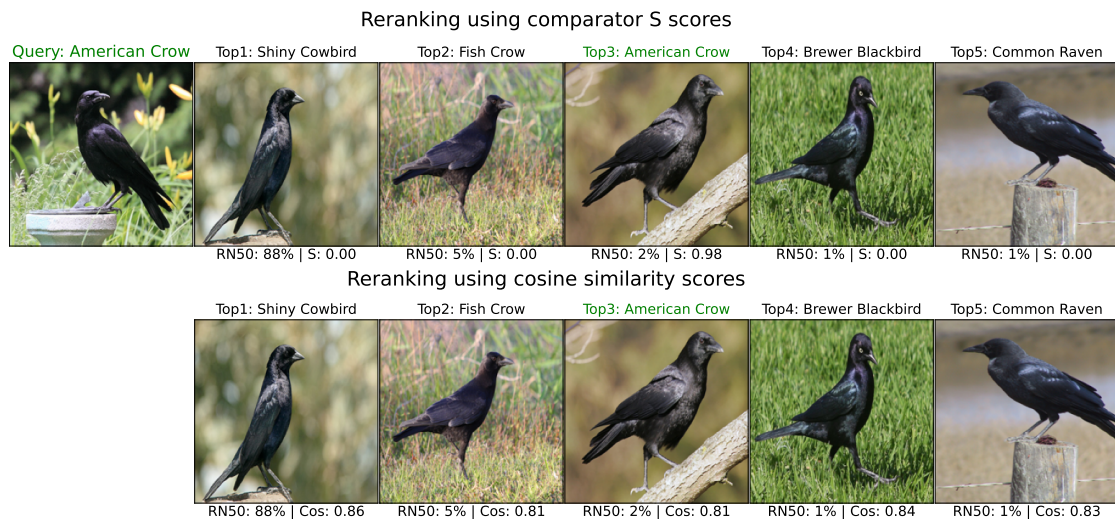 Reranking using comparator S scores
Query: American Crow
Top1: Shiny Cowbird
Top2: Fish Crow
Top3: American Crow
Top4: Brewer Blackbird
Top5: Common Raven
RN50: 88% | S: 0.00
RN50: 5% | S: 0.00
RN50: 2% | S: 0.98
RN50: 1% | S: 0.00
RN50: 1% | S: 0.00
Reranking using cosine similarity scores
Top1: Shiny Cowbird
Top2: Fish Crow
Top3: American Crow
Top4: Brewer Blackbird
Top5: Common Raven
RN50: 88% | Cos: 0.86
RN50: 5% | Cos: 0.81
RN50: 2% | Cos: 0.81
RN50: 1% | Cos: 0.84
RN50: 1% | Cos: 0.83